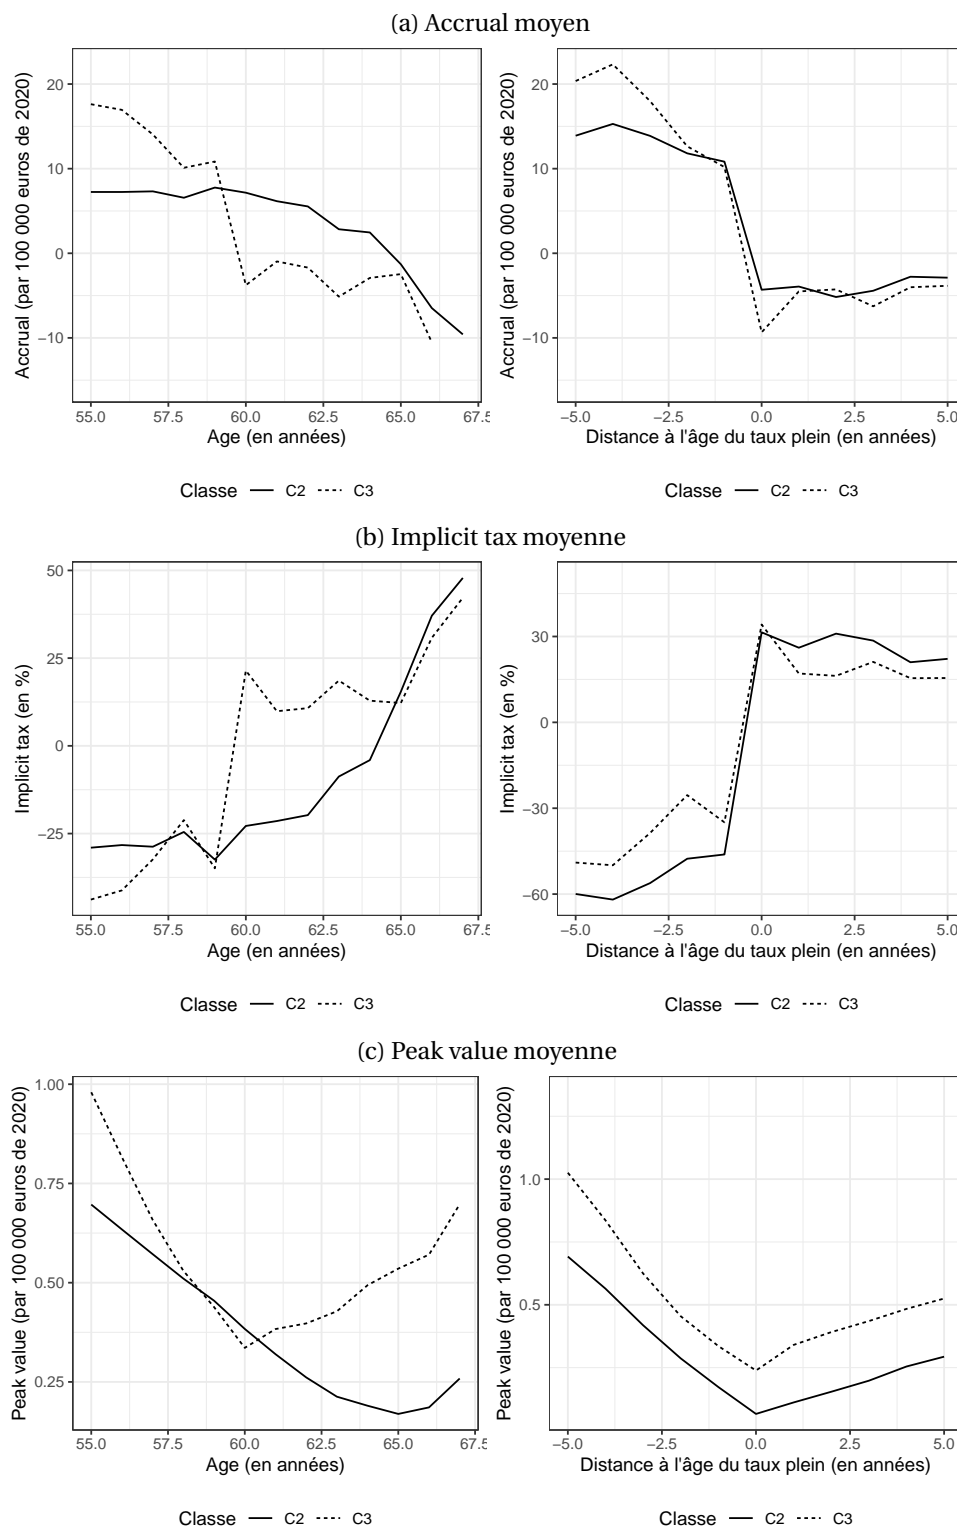 (a) Accrual moyen
Accrual (par 100 000 euros de 2020)
20
10
0
−10
55.0 57.5 60.0 62.5 65.0 67.5
Age (en années)
Classe C2 C3
Accrual (par 100 000 euros de 2020)
20
10
0
−10
−5.0 −2.5 0.0 2.5 5.0
Distance à l'âge du taux plein (en années)
Classe C2 C3
(b) Implicit tax moyenne
Implicit tax (en %)
50
25
0
−25
55.0 57.5 60.0 62.5 65.0 67.5
Age (en années)
Classe C2 C3
Implicit tax (en %)
30
0
−30
−60
−5.0 −2.5 0.0 2.5 5.0
Distance à l'âge du taux plein (en années)
Classe C2 C3
(c) Peak value moyenne
Peak value (par 100 000 euros de 2020)
1.00
0.75
0.50
0.25
55.0 57.5 60.0 62.5 65.0 67.5
Age (en années)
Classe C2 C3
Peak value (par 100 000 euros de 2020)
1.0
0.5
−5.0 −2.5 0.0 2.5 5.0
Distance à l'âge du taux plein (en années)
Classe C2 C3